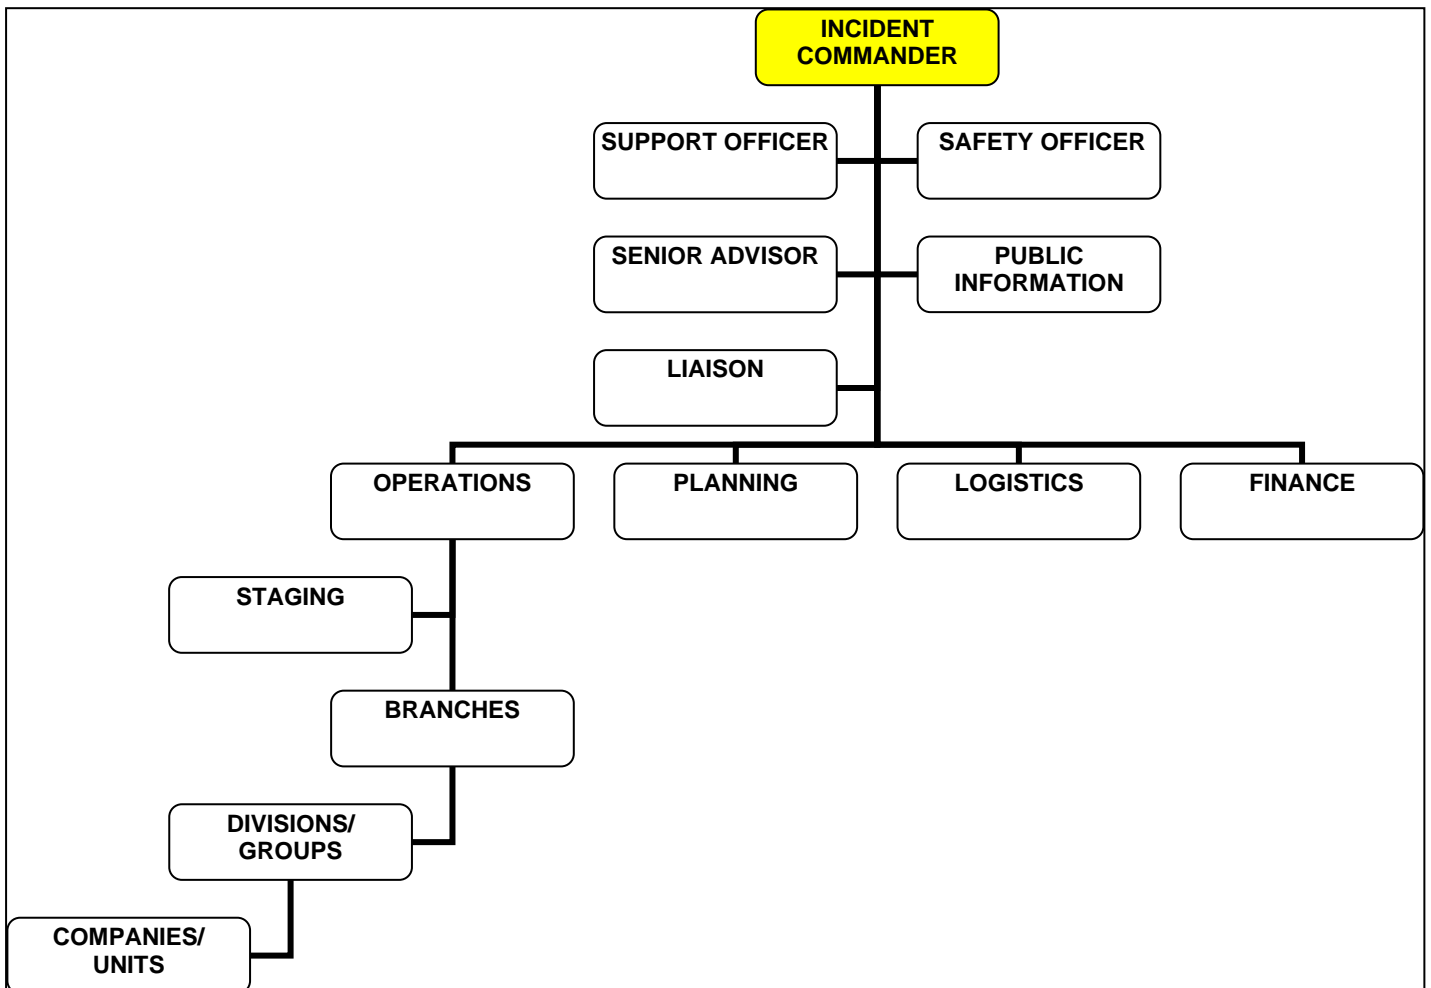 INCIDENT
COMMANDER
SUPPORT OFFICER
SAFETY OFFICER
SENIOR ADVISOR
PUBLIC
INFORMATION
LIAISON
OPERATIONS
PLANNING
LOGISTICS
FINANCE
STAGING
BRANCHES
DIVISIONS/
GROUPS
COMPANIES/
UNITS